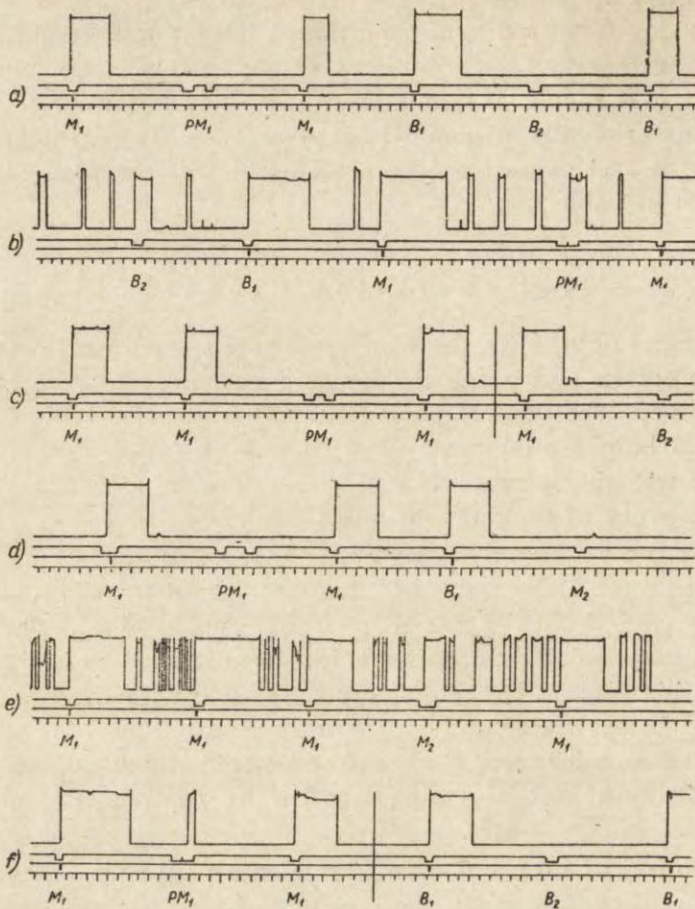 a)
M₁ PM₁ M₁ B₁ B₂ B₁
b)
B₂ B₁ M₁ PM₁ M₁
c)
M₁ M₁ PM₁ M₁ M₁ B₂
d)
M₁ PM₁ M₁ B₁ M₂
e)
M₁ M₁ M₁ M₂ M₁
f)
M₁ PM₁ M₁ B₁ B₂ B₁